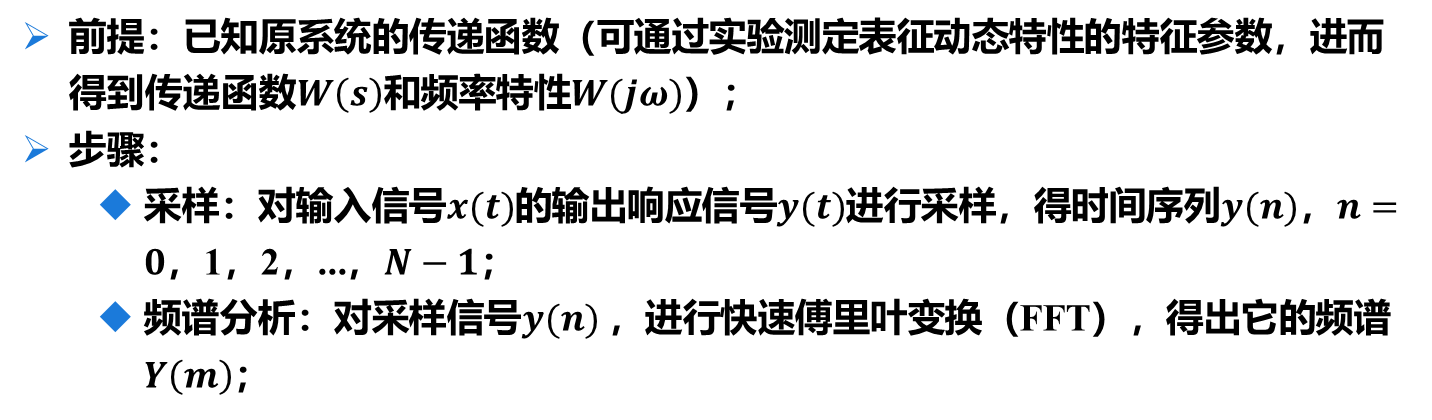 ➢ 前提：已知原系统的传递函数（可通过实验测定表征动态特性的特征参数，进而
得到传递函数W(s)和频率特性W(jω)）；
➢ 步骤：
◆ 采样：对输入信号x(t)的输出响应信号y(t)进行采样，得时间序列y(n)，n =
0，1，2，…，N − 1；
◆ 频谱分析：对采样信号y(n)，进行快速傅里叶变换（FFT），得出它的频谱
Y(m)；